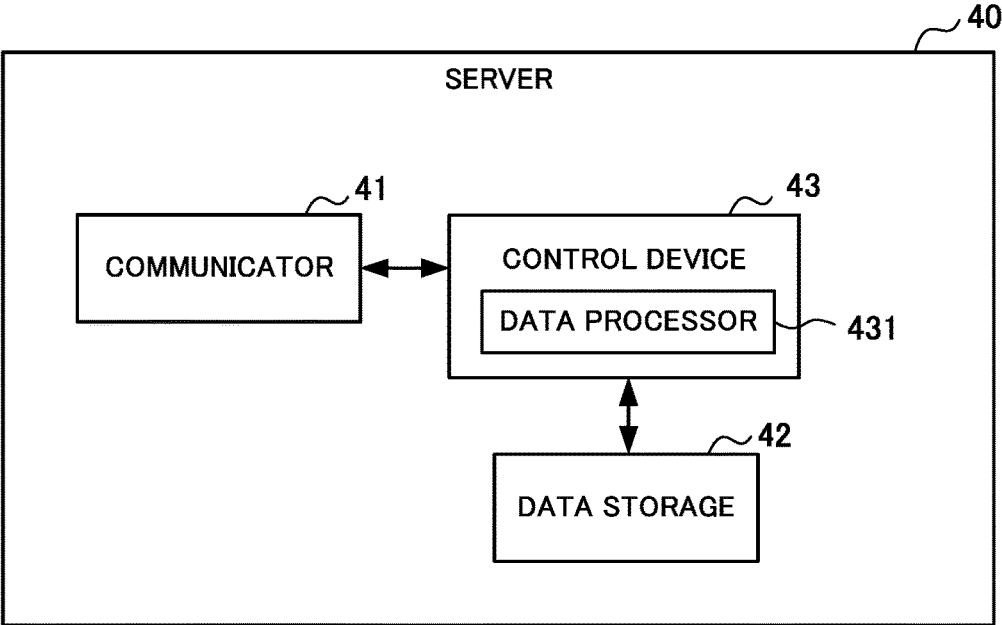 40
SERVER
41
43
COMMUNICATOR
CONTROL DEVICE
DATA PROCESSOR
431
42
DATA STORAGE